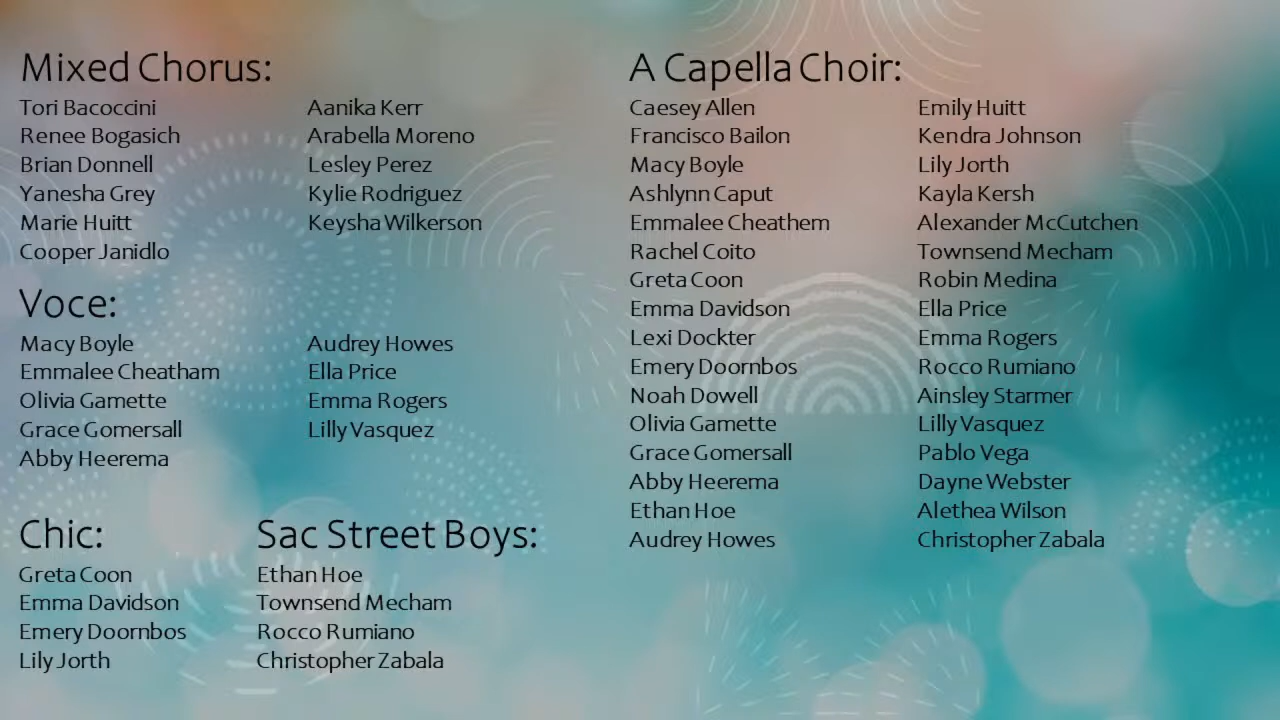 Mixed Chorus:
Tori Bacoccini
Renee Bogasich
Brian Donnell
Yanesha Grey
Marie Huitt
Cooper Janidlo
Aanika Kerr
Arabella Moreno
Lesley Perez
Kylie Rodriguez
Keysha Wilkerson
Voce:
Macy Boyle
Emmalee Cheatham
Olivia Gamette
Grace Gomersall
Abby Heerema
Audrey Howes
Ella Price
Emma Rogers
Lilly Vasquez
Chic:
Greta Coon
Emma Davidson
Emery Doornbos
Lily Jorth
Sac Street Boys:
Ethan Hoe
Townsend Mecham
Rocco Rumiano
Christopher Zabala
A Capella Choir:
Caesey Allen
Francisco Bailon
Macy Boyle
Ashlynn Caput
Emmalee Cheathem
Rachel Coito
Greta Coon
Emma Davidson
Lexi Dockter
Emery Doornbos
Noah Dowell
Olivia Gamette
Grace Gomersall
Abby Heerema
Ethan Hoe
Audrey Howes
Emily Huitt
Kendra Johnson
Lily Jorth
Kayla Kersh
Alexander McCutchen
Townsend Mecham
Robin Medina
Ella Price
Emma Rogers
Rocco Rumiano
Ainsley Starmer
Lilly Vasquez
Pablo Vega
Dayne Webster
Alethea Wilson
Christopher Zabala